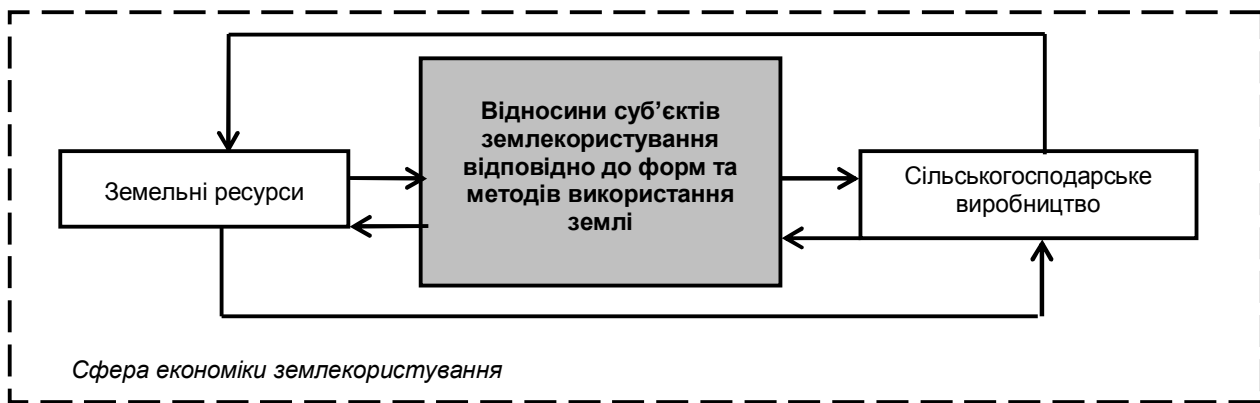 Відносини суб’єктів
землекористування
відповідно до форм та
методів використання
землі
Земельні ресурси
Сільськогосподарське
виробництво
Сфера економіки землекористування